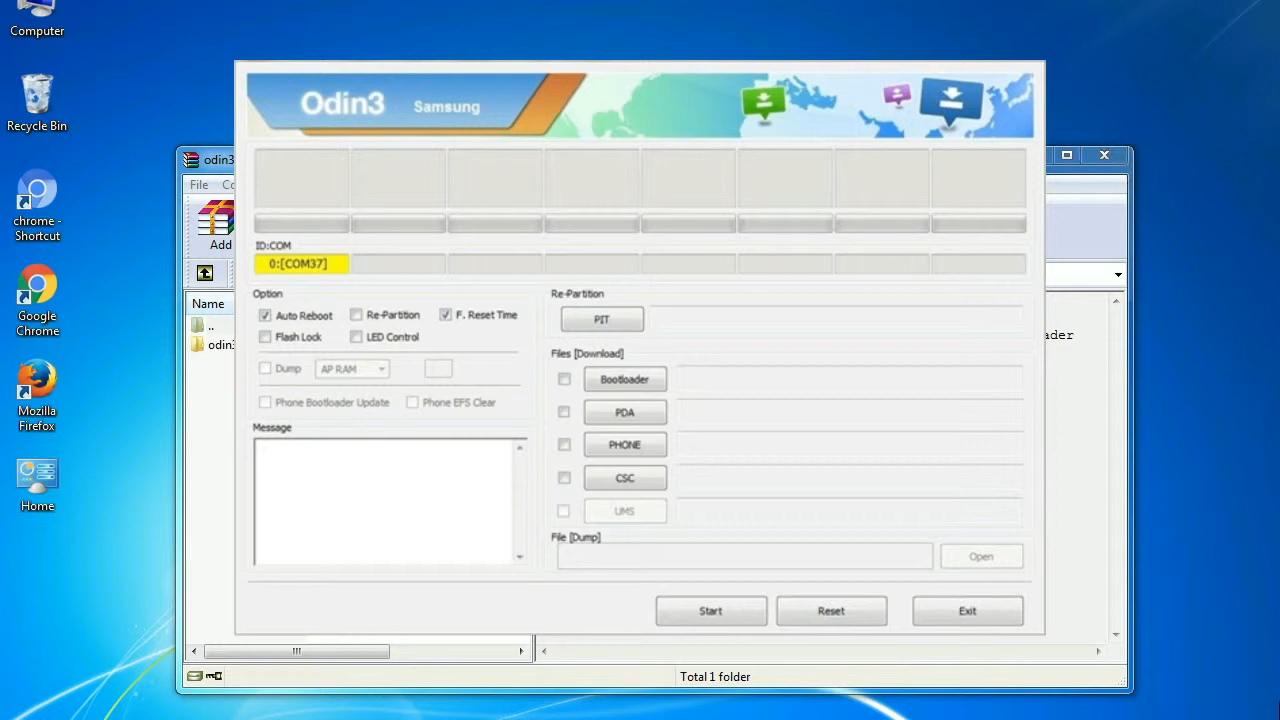 Computer
Recycle Bin
chrome - Shortcut
Google Chrome
Mozilla Firefox
Home
odin3
File
Add
Name
..
odin3
Odin3 Samsung
ID:COM
0:[COM37]
Option
Auto Reboot Re-Partition F. Reset Time
Flash Lock LED Control
Dump AP RAM
Phone Bootloader Update Phone EFS Clear
Message
Re-Partition
PIT
Files [Download]
Bootloader
PDA
PHONE
CSC
UMS
File [Dump]
Open
Start Reset Exit
Total 1 folder